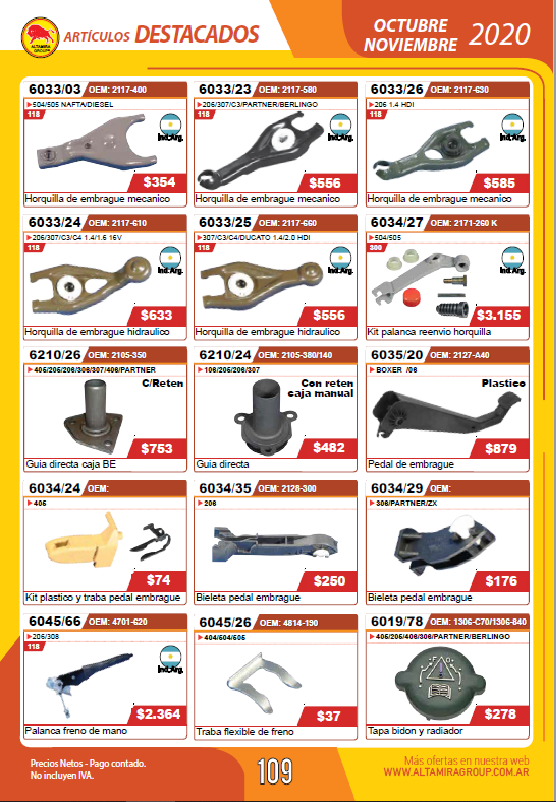 ALTAMIRA GROUP
ARTÍCULOS DESTACADOS
OCTUBRE NOVIEMBRE 2020
6033/03 OEM: 2117-400
504/505 NAFTA/DIESEL
118
Ind.Arg.
$354
Horquilla de embrague mecanico
6033/23 OEM: 2117-580
206/307/C3/PARTNER/BERLINGO
118
Ind.Arg.
$556
Horquilla de embrague mecanico
6033/26 OEM: 2117-630
206 1.4 HDI
118
Ind.Arg.
$585
Horquilla de embrague mecanico
6033/24 OEM: 2117-610
206/307/C3/C4 1.4/1.6 16V
118
Ind.Arg.
$633
Horquilla de embrague hidraulico
6033/25 OEM: 2117-660
307/C3/C4/DUCATO 1.4/2.0 HDI
118
Ind.Arg.
$556
Horquilla de embrague hidraulico
6034/27 OEM: 2171-260 K
504/505
300
Ind.Arg.
$3.155
Kit palanca reenvio horquilla
6210/26 OEM: 2105-350
405/205/206/306/307/406/PARTNER
C/Reten
$753
Guia directa caja BE
6210/24 OEM: 2105-380/140
106/205/206/307
Con reten
caja manual
$482
Guia directa
6035/20 OEM: 2127-A40
BOXER /06
Plastico
$879
Pedal de embrague
6034/24 OEM:
405
$74
Kit plastico y traba pedal embrague
6034/35 OEM: 2128-300
206
$250
Bieleta pedal embrague
6034/29 OEM:
306/PARTNER/ZX
$176
Bieleta pedal embrague
6045/66 OEM: 4701-G20
205/308
118
Ind.Arg.
$2.364
Palanca freno de mano
6045/26 OEM: 4814-190
404/504/505
$37
Traba flexible de freno
6019/78 OEM: 1306-C70/1306-840
405/205/406/306/PARTNER/BERLINGO
$278
Tapa bidon y radiador
Precios Netos - Pago contado.
No incluyen IVA.
109
Más ofertas en nuestra web
WWW.ALTAMIRAGROUP.COM.AR